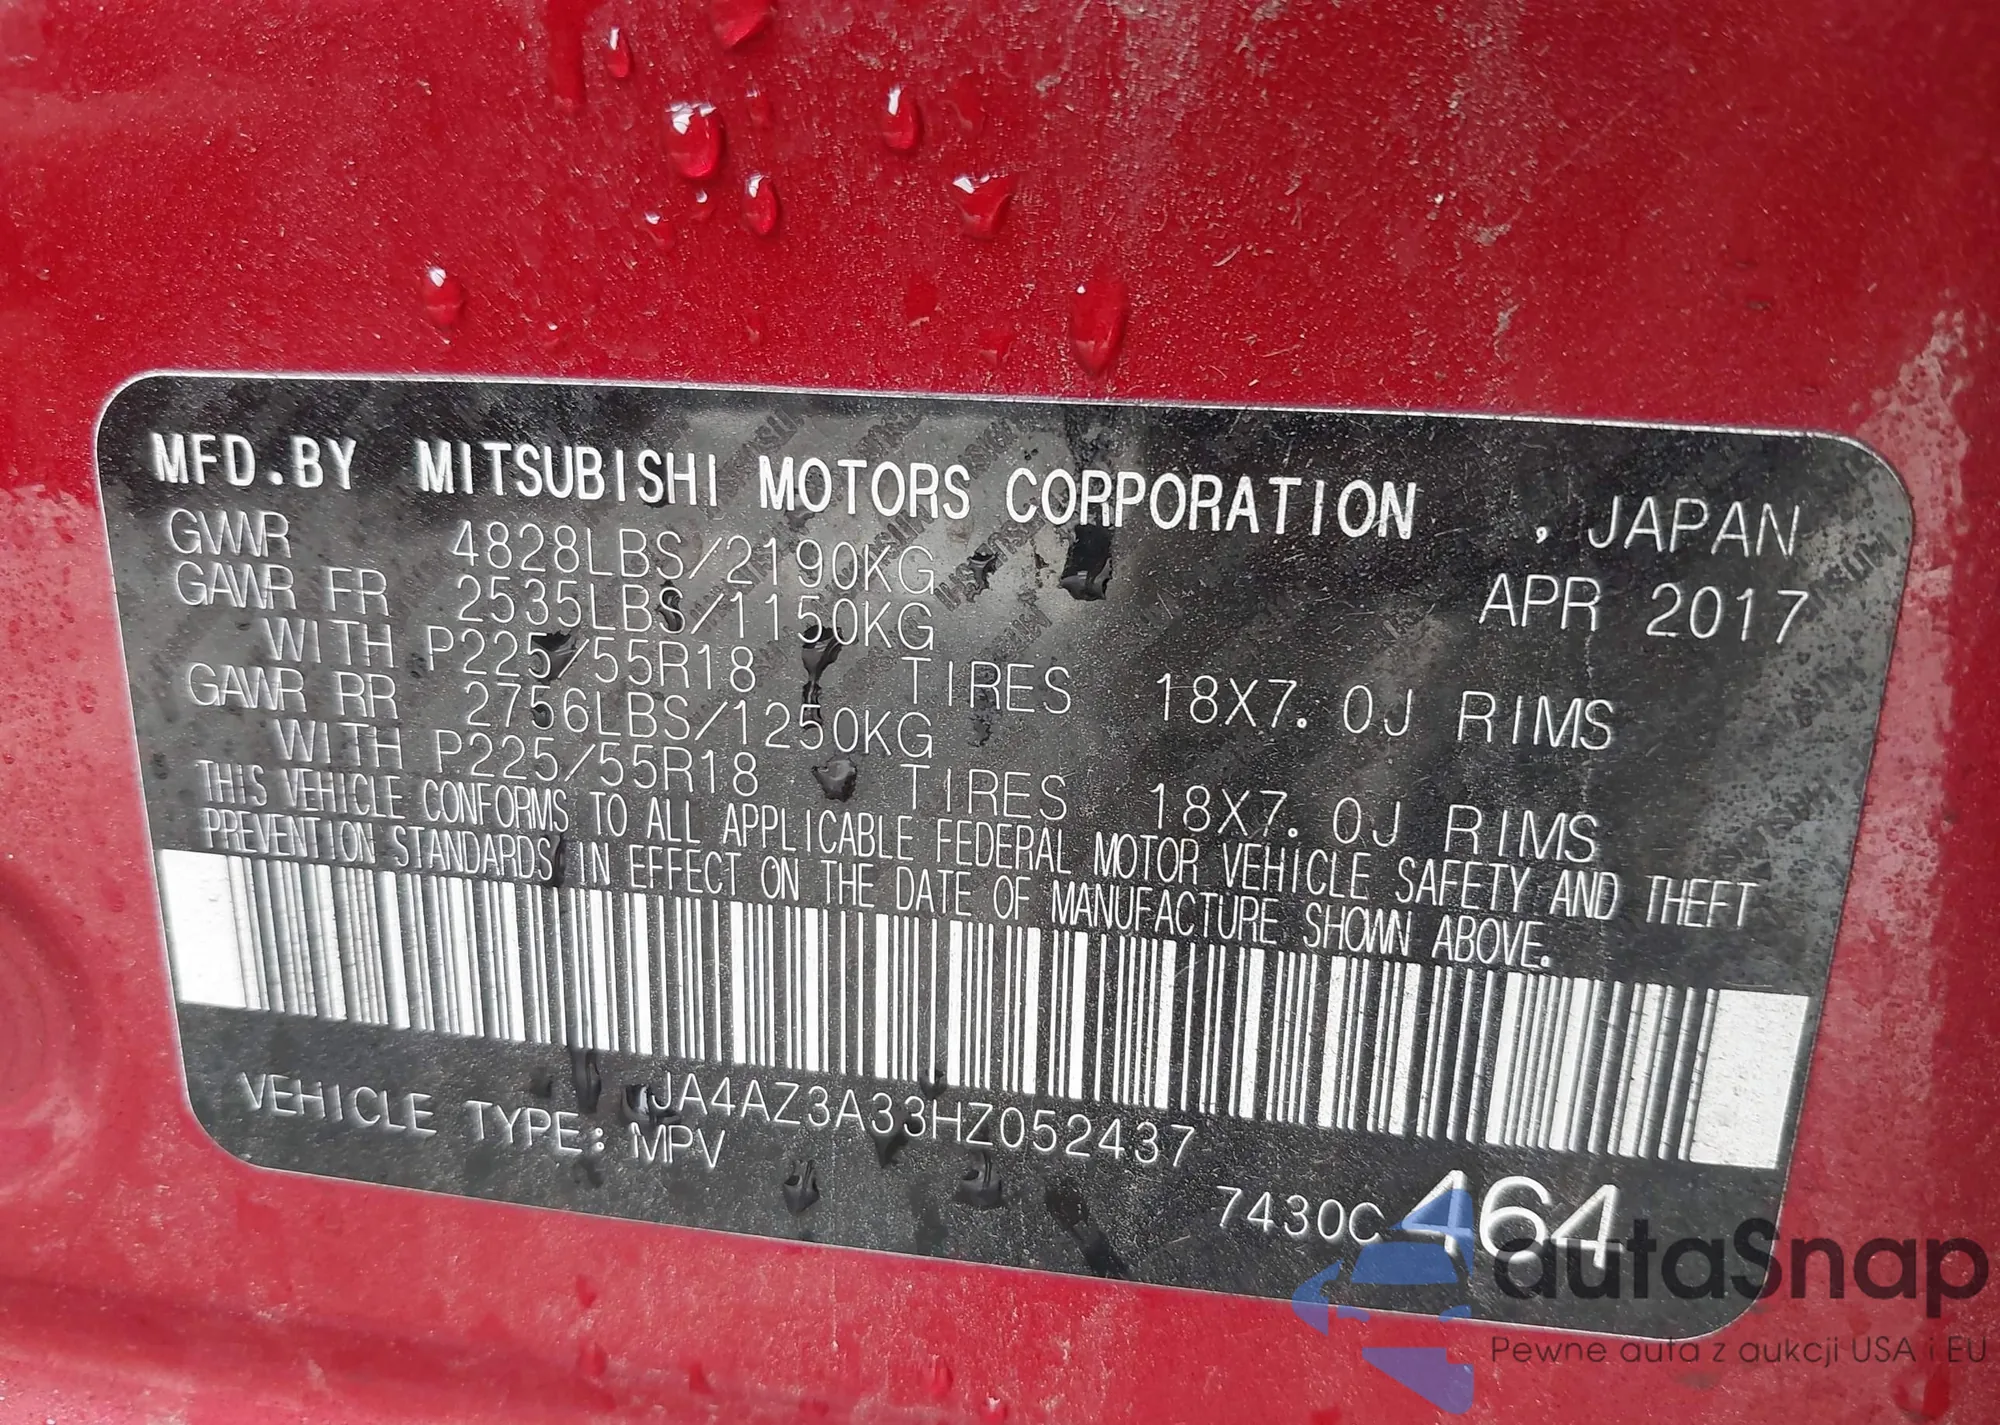 MFD.BY MITSUBISHI MOTORS CORPORATION , JAPAN
GVWR 4828LBS/2190KG APR 2017
GAWR FR 2535LBS/1150KG
WITH P225/55R18 TIRES 18X7.0J RIMS
GAWR RR 2756LBS/1250KG
WITH P225/55R18 TIRES 18X7.0J RIMS
THIS VEHICLE CONFORMS TO ALL APPLICABLE FEDERAL MOTOR VEHICLE SAFETY AND THEFT
PREVENTION STANDARDS IN EFFECT ON THE DATE OF MANUFACTURE SHOWN ABOVE.
JA4AZ3A33HZ052437
VEHICLE TYPE: MPV
7430C 464
autaSnap
Pewne auta z aukcji USA i EU